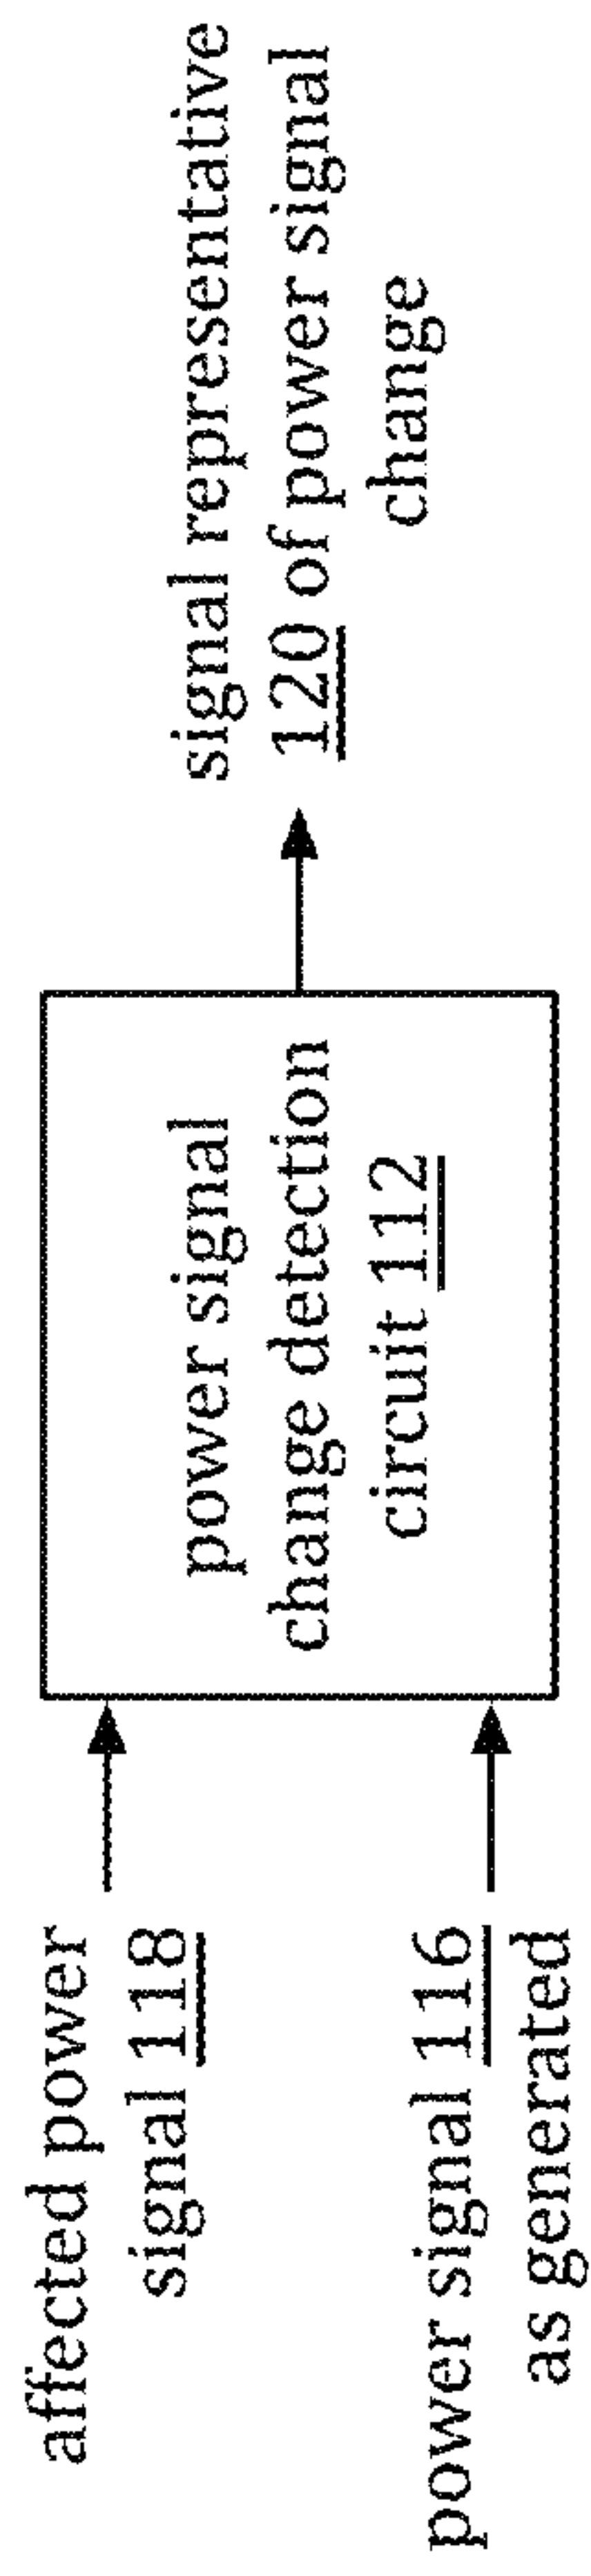 affected power
signal 118
power signal 116
as generated
power signal
change detection
circuit 112
signal representative
120 of power signal
change